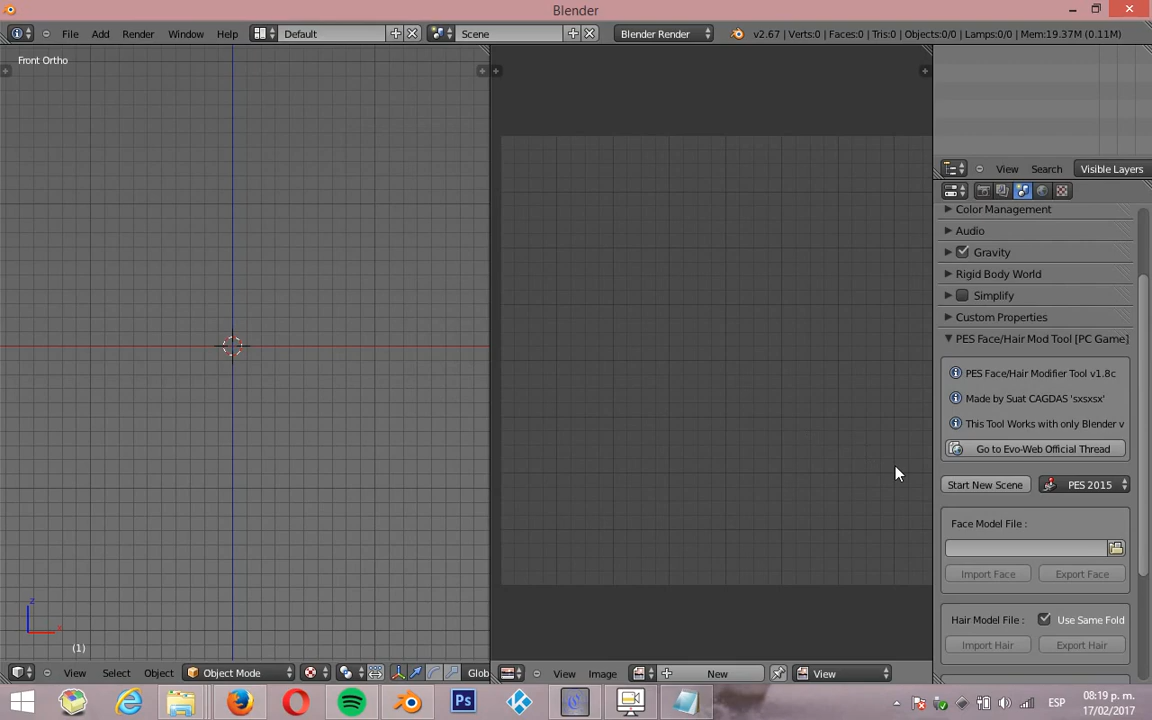 Blender
File Add Render Window Help Default Scene Blender Render v2.67 | Verts:0 | Faces:0 | Tris:0 | Objects:0/0 | Lamps:0/0 | Mem:19.37M (0.11M)
Front Ortho
View Search Visible Layers
Color Management
Audio
Gravity
Rigid Body World
Simplify
Custom Properties
PES Face/Hair Mod Tool [PC Game]
PES Face/Hair Modifier Tool v1.8c
Made by Suat CAGDAS 'sxsxsx'
This Tool Works with only Blender v
Go to Evo-Web Official Thread
Start New Scene PES 2015
Face Model File :
Import Face Export Face
Hair Model File : Use Same Fold
Import Hair Export Hair
z
x
(1)
View Select Object Object Mode Glob
View Image New View
Ps
ESP
08:19 p. m.
17/02/2017